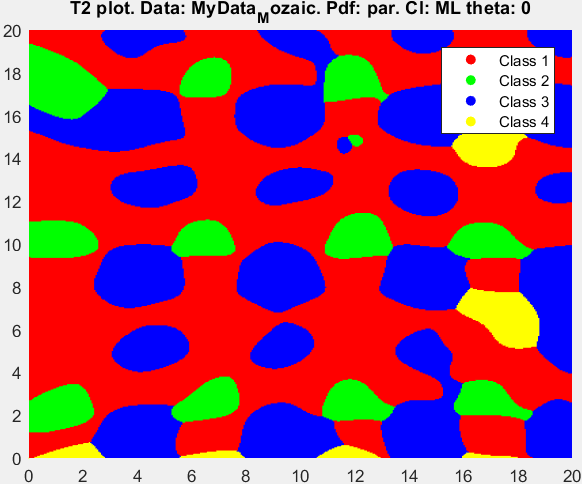 T2 plot. Data: MyData_Mozaic. Pdf: par. Cl: ML theta: 0
20
18
16
14
12
10
8
6
4
2
0
Class 1
Class 2
Class 3
Class 4
0 2 4 6 8 10 12 14 16 18 20